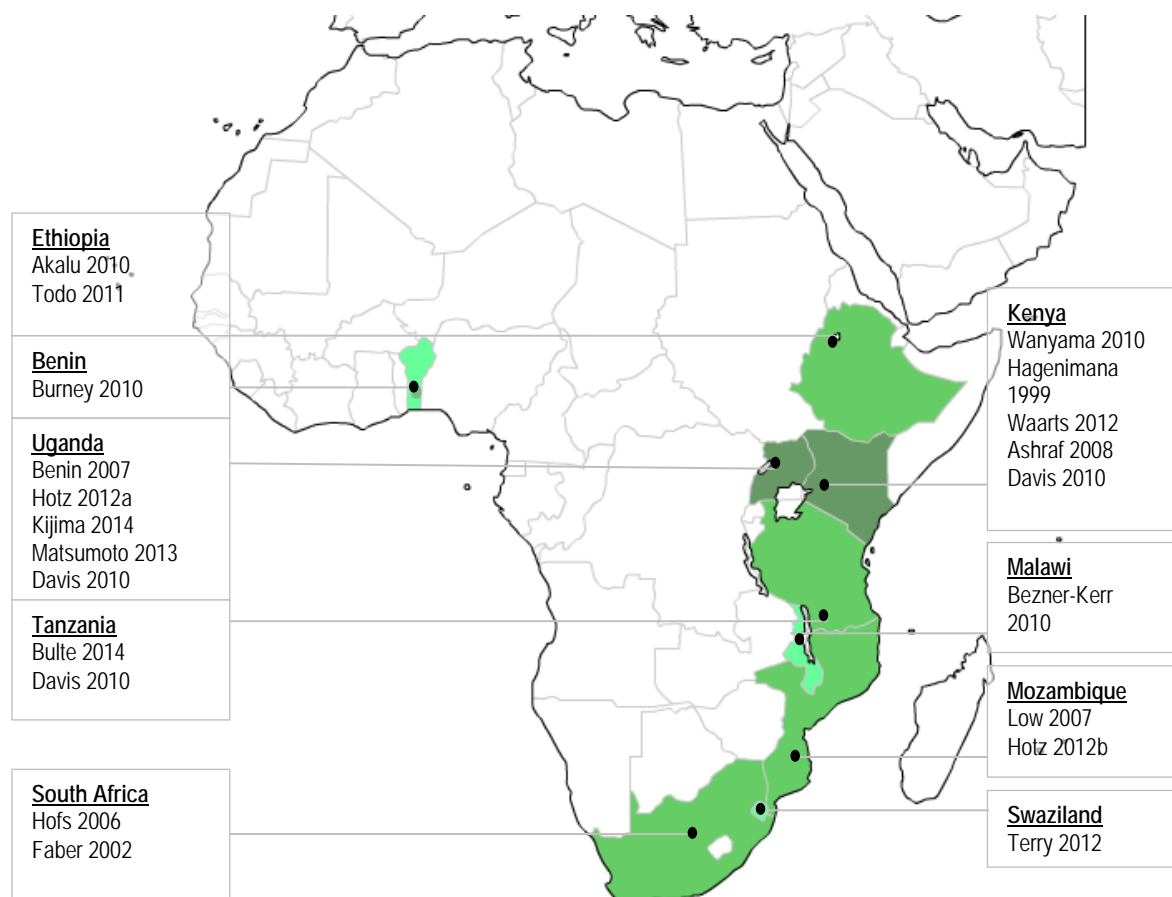 Ethiopia
Akalu 2010
Todo 2011
Benin
Burney 2010
Uganda
Benin 2007
Hotz 2012a
Kijima 2014
Matsumoto 2013
Davis 2010
Tanzania
Bulte 2014
Davis 2010
South Africa
Hofs 2006
Faber 2002
Kenya
Wanyama 2010
Hagenimana
1999
Waarts 2012
Ashraf 2008
Davis 2010
Malawi
Bezner-Kerr
2010
Mozambique
Low 2007
Hotz 2012b
Swaziland
Terry 2012